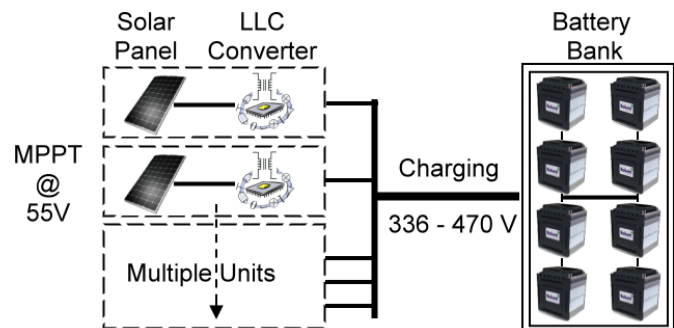 Solar
Panel
LLC
Converter
Battery
Bank
MPPT
@
55V
Charging
336 - 470 V
Multiple Units